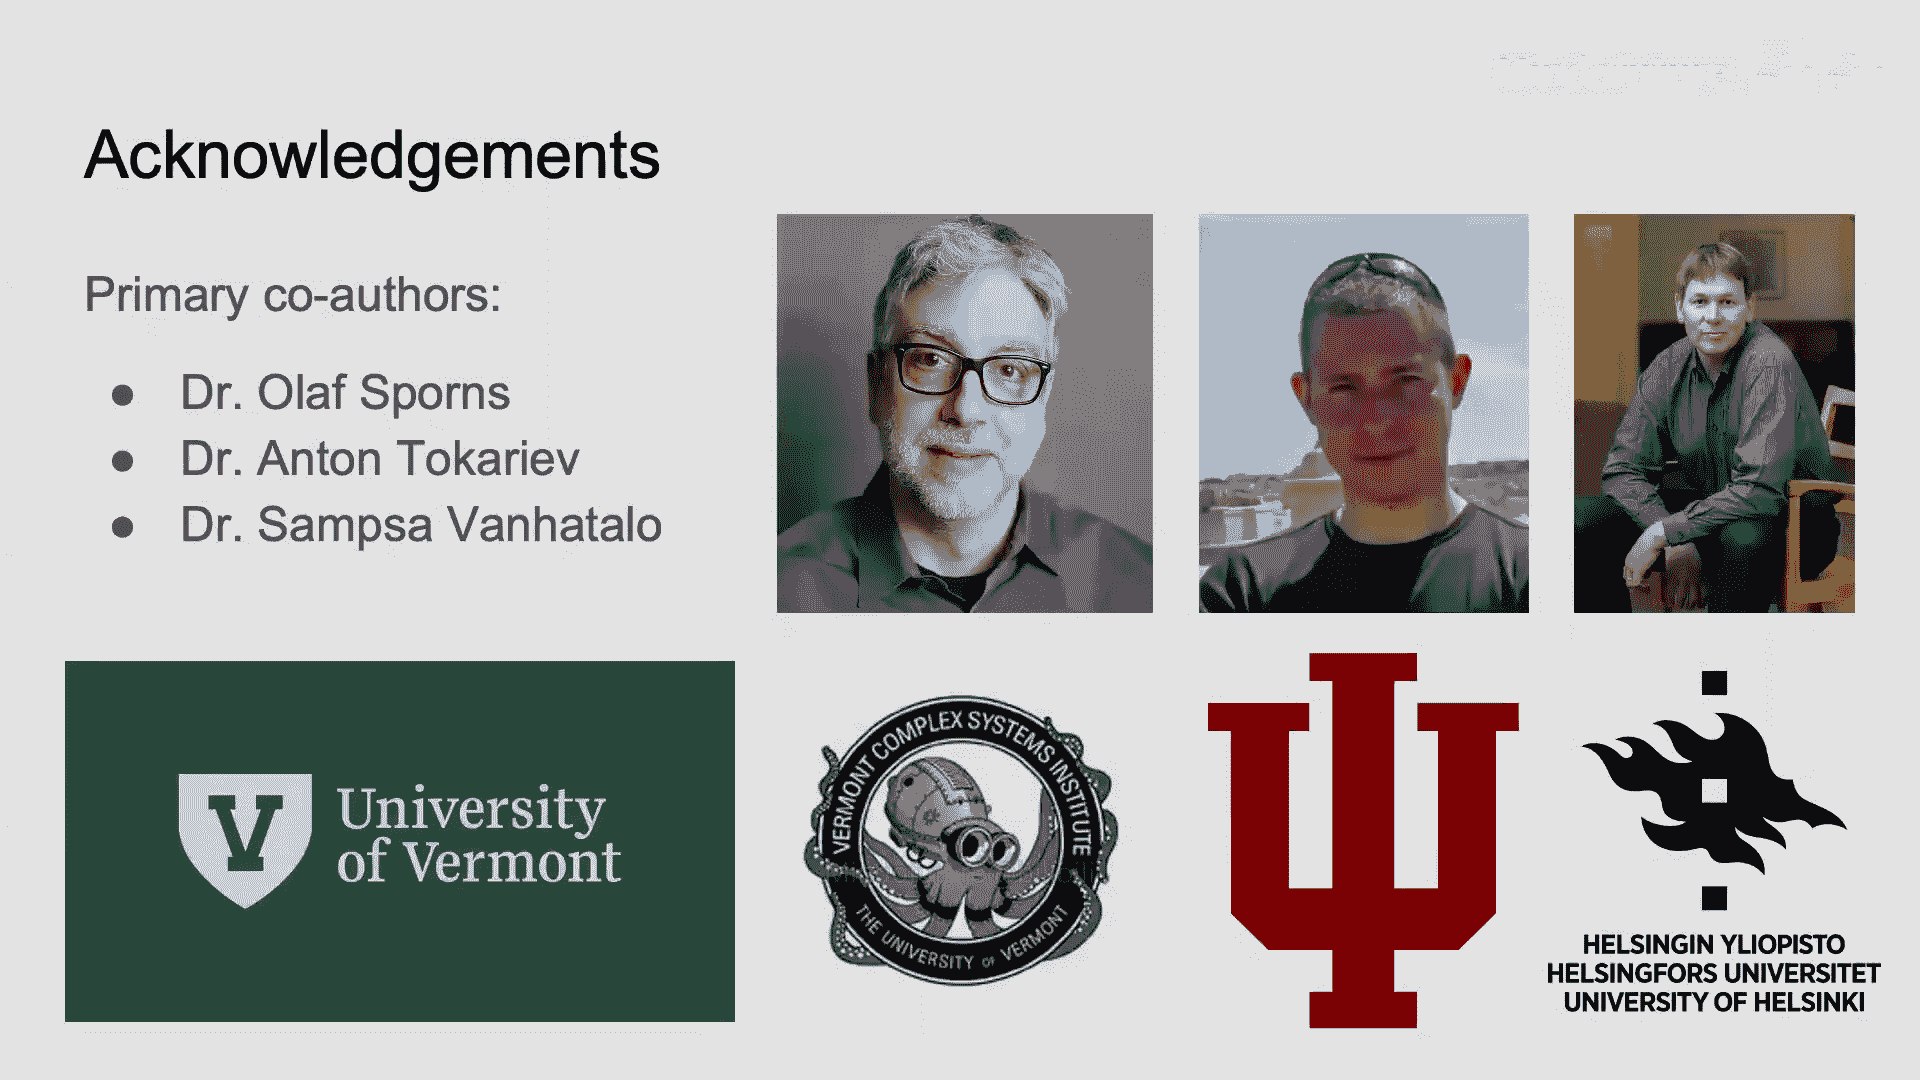 Acknowledgements
Primary co-authors:
● Dr. Olaf Sporns
● Dr. Anton Tokariev
● Dr. Sampsa Vanhatalo
V University
of Vermont
VERMONT COMPLEX SYSTEMS INSTITUTE
THE UNIVERSITY OF VERMONT
HELSINGIN YLIOPISTO
HELSINGFORS UNIVERSITET
UNIVERSITY OF HELSINKI